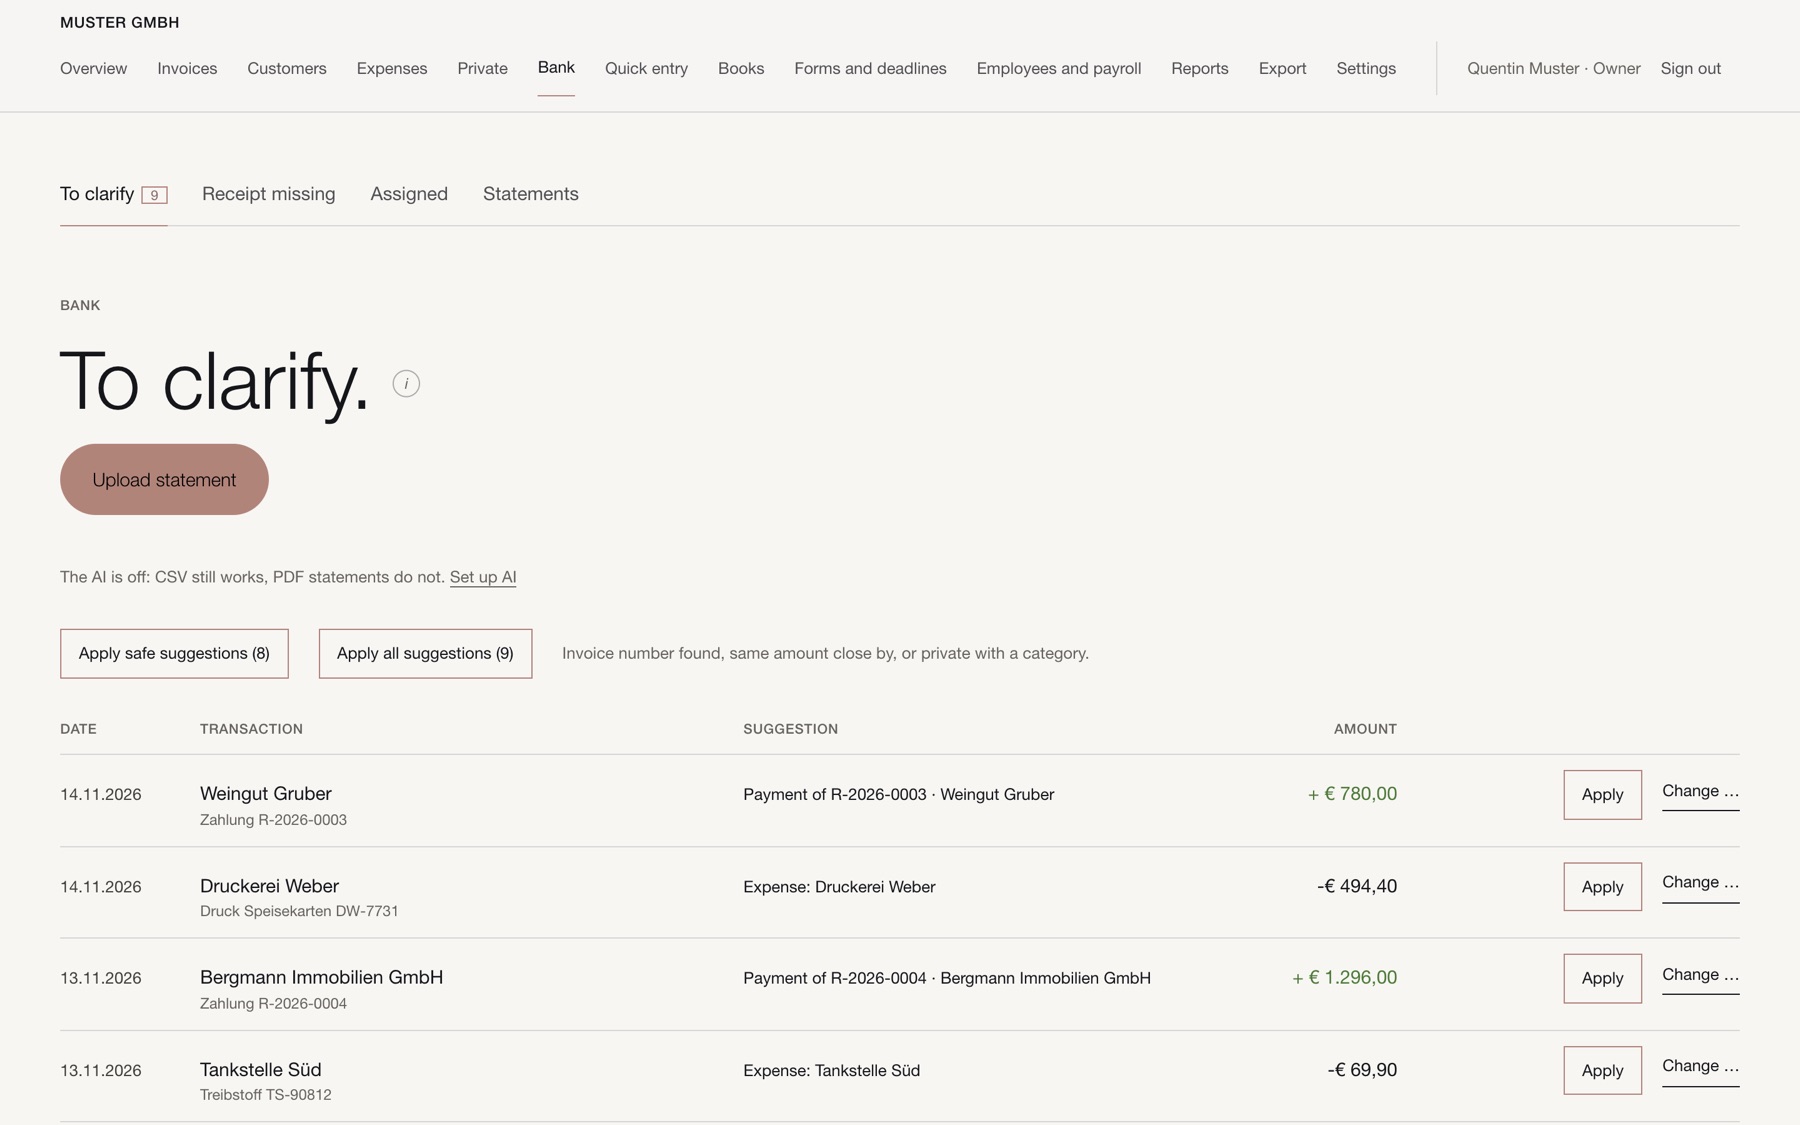 MUSTER GMBH
Overview Invoices Customers Expenses Private Bank Quick entry Books Forms and deadlines Employees and payroll Reports Export Settings Quentin Muster · Owner Sign out
To clarify 9 Receipt missing Assigned Statements
BANK
To clarify. i
Upload statement
The AI is off: CSV still works, PDF statements do not. Set up AI
Apply safe suggestions (8) Apply all suggestions (9) Invoice number found, same amount close by, or private with a category.
DATE TRANSACTION SUGGESTION AMOUNT
14.11.2026 Weingut Gruber Payment of R-2026-0003 · Weingut Gruber + € 780,00 Apply Change ...
Zahlung R-2026-0003
14.11.2026 Druckerei Weber Expense: Druckerei Weber -€ 494,40 Apply Change ...
Druck Speisekarten DW-7731
13.11.2026 Bergmann Immobilien GmbH Payment of R-2026-0004 · Bergmann Immobilien GmbH + € 1.296,00 Apply Change ...
Zahlung R-2026-0004
13.11.2026 Tankstelle Süd Expense: Tankstelle Süd -€ 69,90 Apply Change ...
Treibstoff TS-90812